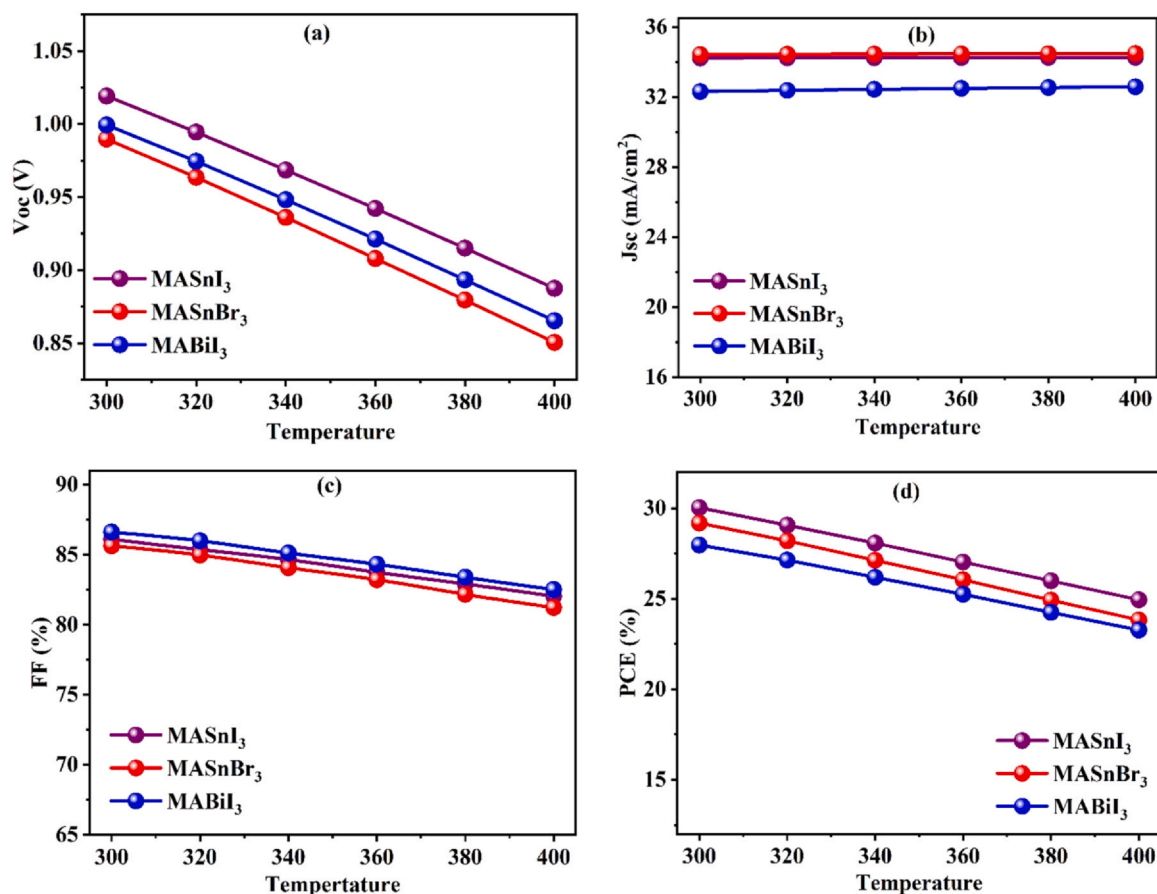 (a)
1.05
1.00
0.95
0.90
0.85
Voc (V)
MASnI₃
MASnBr₃
MABiI₃
300 320 340 360 380 400
Temperature
(b)
36
32
28
24
20
16
Jsc (mA/cm²)
MASnI₃
MASnBr₃
MABiI₃
300 320 340 360 380 400
Temperature
(c)
90
85
80
75
70
65
FF (%)
MASnI₃
MASnBr₃
MABiI₃
300 320 340 360 380 400
Tempertature
(d)
30
25
20
15
PCE (%)
MASnI₃
MASnBr₃
MABiI₃
300 320 340 360 380 400
Temperature